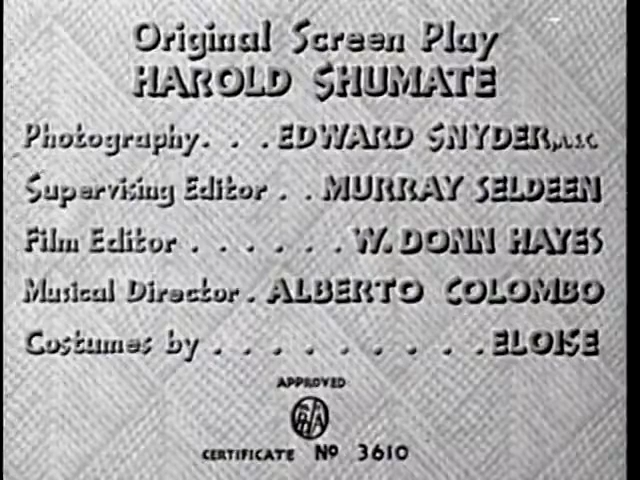 Original Screen Play
HAROLD SHUMATE
Photography. . . EDWARD SNYDER, A.S.C.
Supervising Editor . . MURRAY SELDEEN
Film Editor . . . . . . W. DONN HAYES
Musical Director . ALBERTO COLOMBO
Costumes by . . . . . . . . . ELOISE
APPROVED
CERTIFICATE Nº 3610